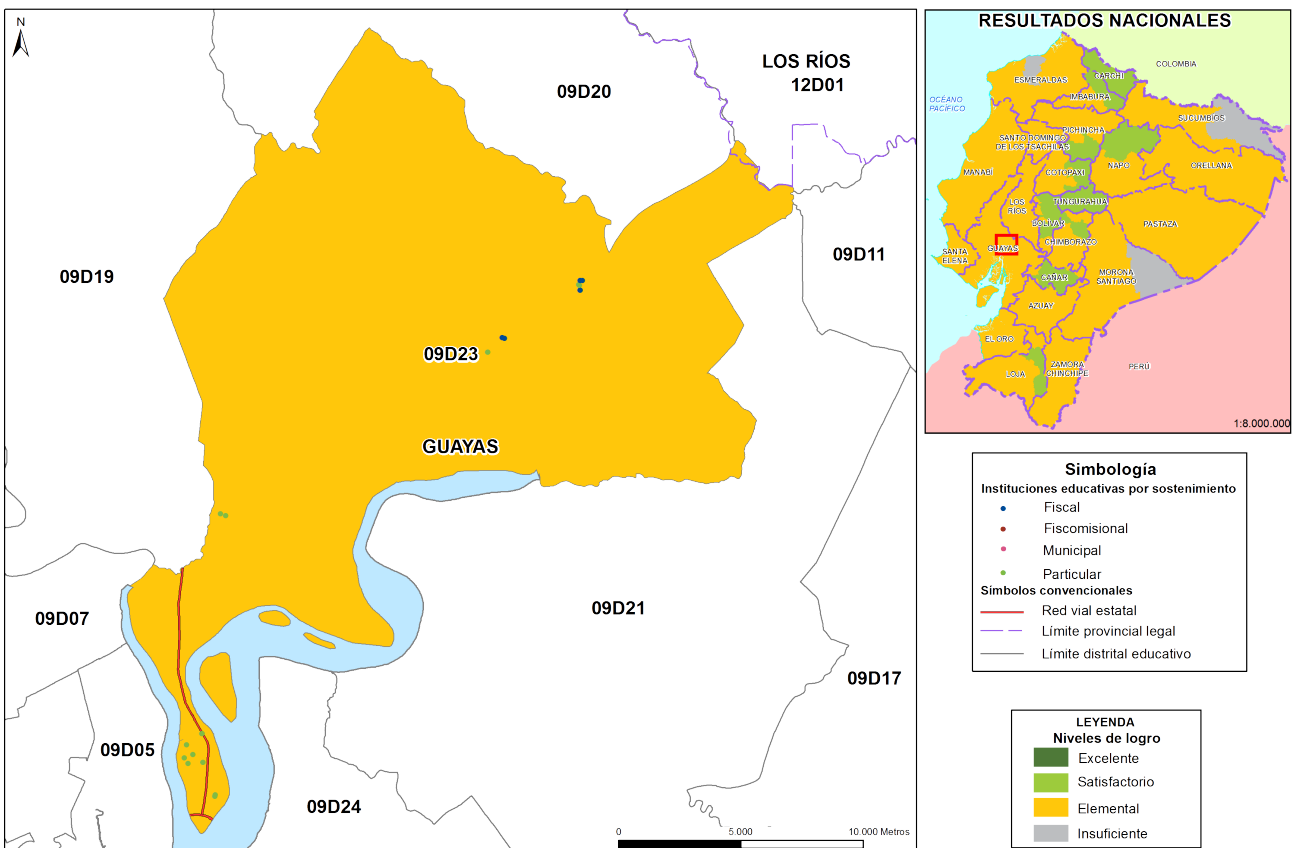 N
LOS RÍOS
12D01
09D20
09D19
09D11
09D23
GUAYAS
09D07
09D21
09D17
09D05
09D24
0
5.000
10.000 Metros
RESULTADOS NACIONALES
COLOMBIA
OCÉANO
PACÍFICO
ESMERALDAS
CARCHI
IMBABURA
SUCUMBÍOS
PICHINCHA
SANTO DOMINGO
DE LOS TSÁCHILAS
MANABÍ
COTOPAXI
NAPO
ORELLANA
LOS
RÍOS
TUNGURAHUA
BOLÍVAR
PASTAZA
GUAYAS
CHIMBORAZO
SANTA
ELENA
CAÑAR
MORONA
SANTIAGO
AZUAY
EL ORO
ZAMORA
CHINCHIPE
LOJA
PERÚ
1:8.000.000
Simbología
Instituciones educativas por sostenimiento
Fiscal
Fiscomisional
Municipal
Particular
Símbolos convencionales
Red vial estatal
Límite provincial legal
Límite distrital educativo
LEYENDA
Niveles de logro
Excelente
Satisfactorio
Elemental
Insuficiente